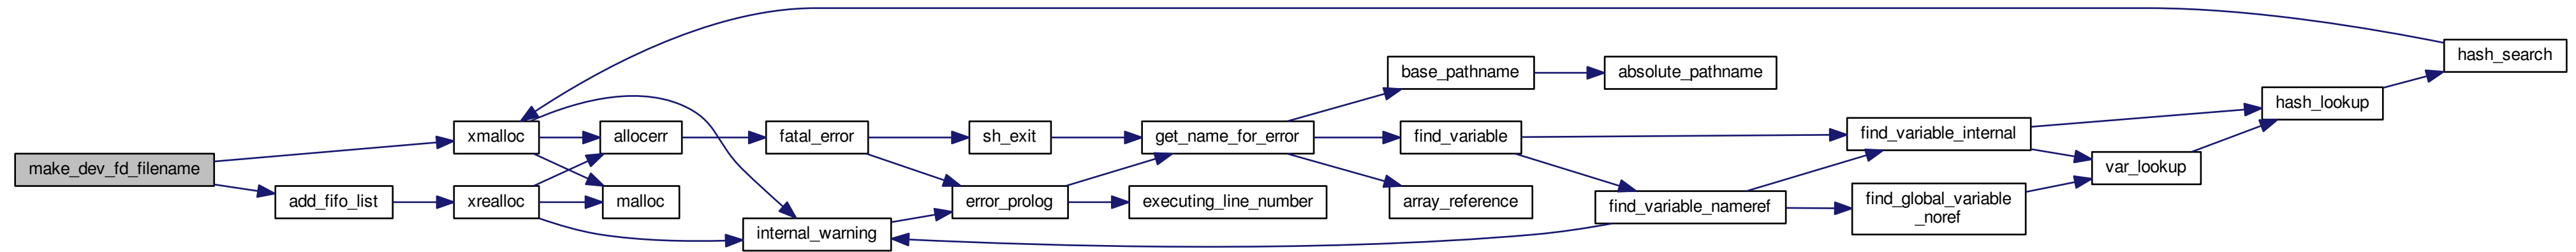 make_dev_fd_filename
xmalloc
add_fifo_list
xrealloc
allocerr
malloc
internal_warning
fatal_error
sh_exit
error_prolog
get_name_for_error
executing_line_number
base_pathname
absolute_pathname
find_variable
array_reference
find_variable_nameref
find_variable_internal
find_global_variable
_noref
var_lookup
hash_lookup
hash_search